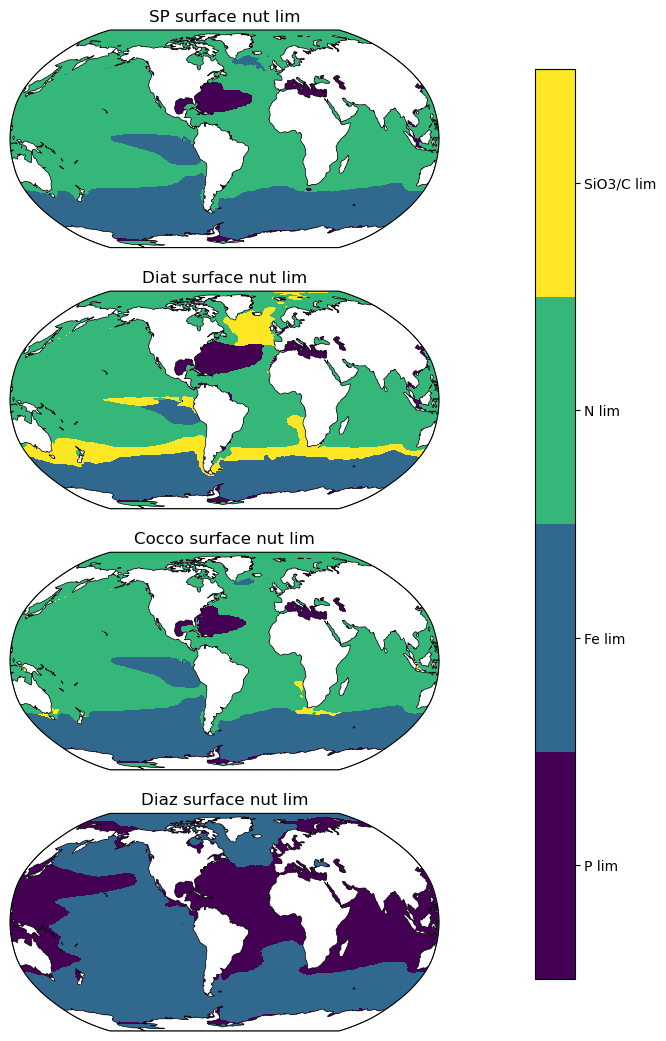 SP surface nut lim
Diat surface nut lim
Cocco surface nut lim
Diaz surface nut lim
SiO3/C lim
N lim
Fe lim
P lim